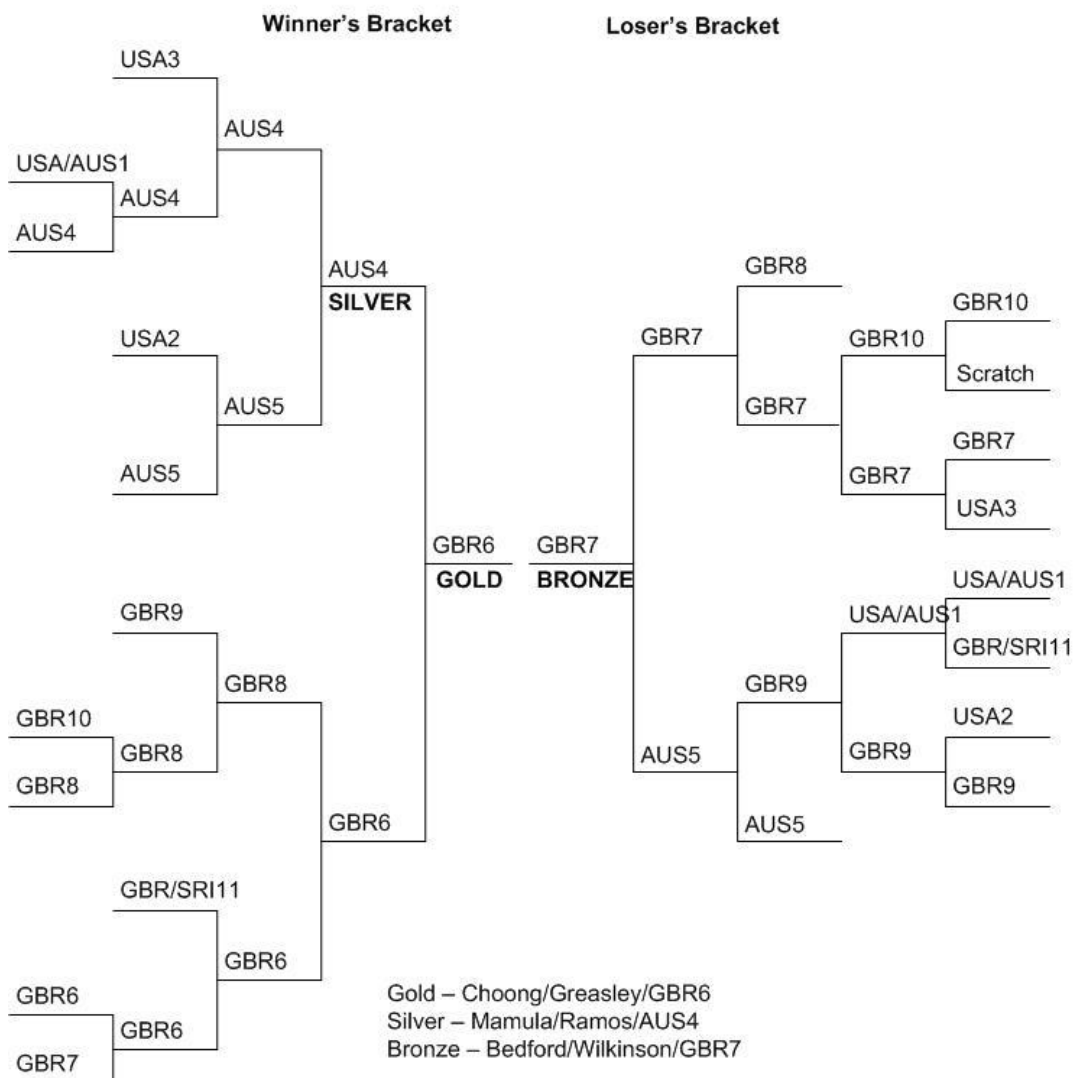 Winner's Bracket
Loser's Bracket
USA3
AUS4
USA/AUS1
AUS4
AUS4
AUS4
SILVER
USA2
AUS5
AUS5
GBR6
GOLD
GBR9
GBR8
GBR10
GBR8
GBR8
GBR6
GBR/SRI11
GBR6
GBR6
GBR6
GBR7
GBR8
GBR10
GBR7
GBR10
Scratch
GBR7
GBR7
GBR7
USA3
GBR7
BRONZE
USA/AUS1
USA/AUS1
GBR/SRI11
GBR9
USA2
AUS5
GBR9
GBR9
AUS5
Gold – Choong/Greasley/GBR6
Silver – Mamula/Ramos/AUS4
Bronze – Bedford/Wilkinson/GBR7